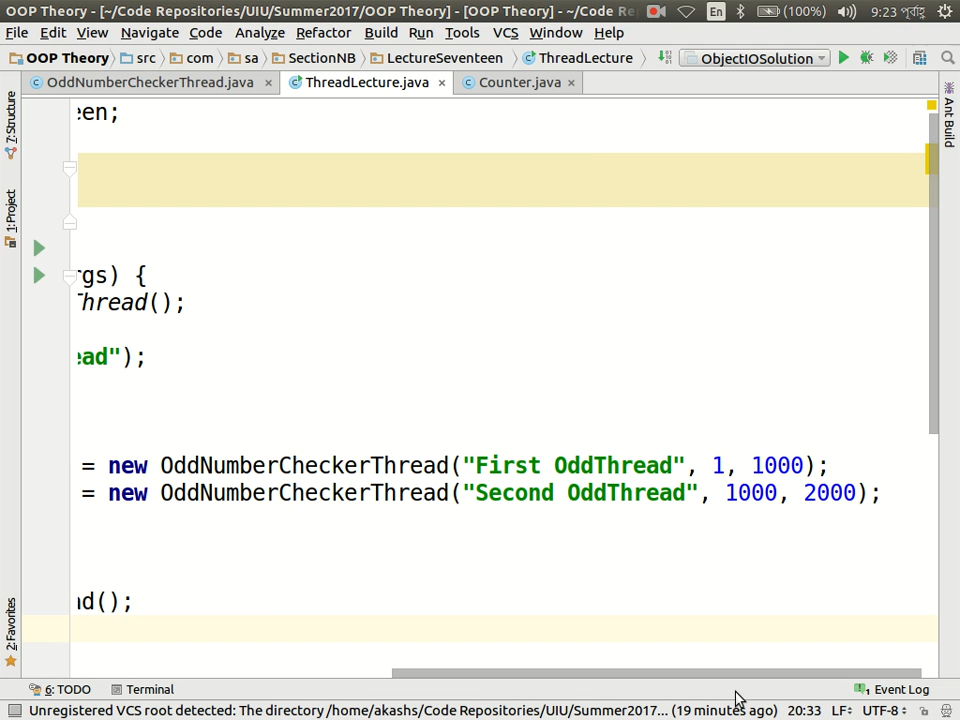 OOP Theory - [~/Code Repositories/UIU/Summer2017/OOP Theory] - [OOP Theory] - ~/Code Re En (100%) 9:23 পূর্বাহ্ণ
File Edit View Navigate Code Analyze Refactor Build Run Tools VCS Window Help
OOP Theory src com sa SectionNB LectureSeventeen ThreadLecture ObjectIOSolution
OddNumberCheckerThread.java ThreadLecture.java Counter.java
7: Structure
1: Project
2: Favorites
Ant Build
een;
rgs) {
Thread();
ead");
= new OddNumberCheckerThread("First OddThread", 1, 1000);
= new OddNumberCheckerThread("Second OddThread", 1000, 2000);
ad();
6: TODO Terminal 1 Event Log
Unregistered VCS root detected: The directory /home/akashs/Code Repositories/UIU/Summer2017... (19 minutes ago) 20:33 LF UTF-8